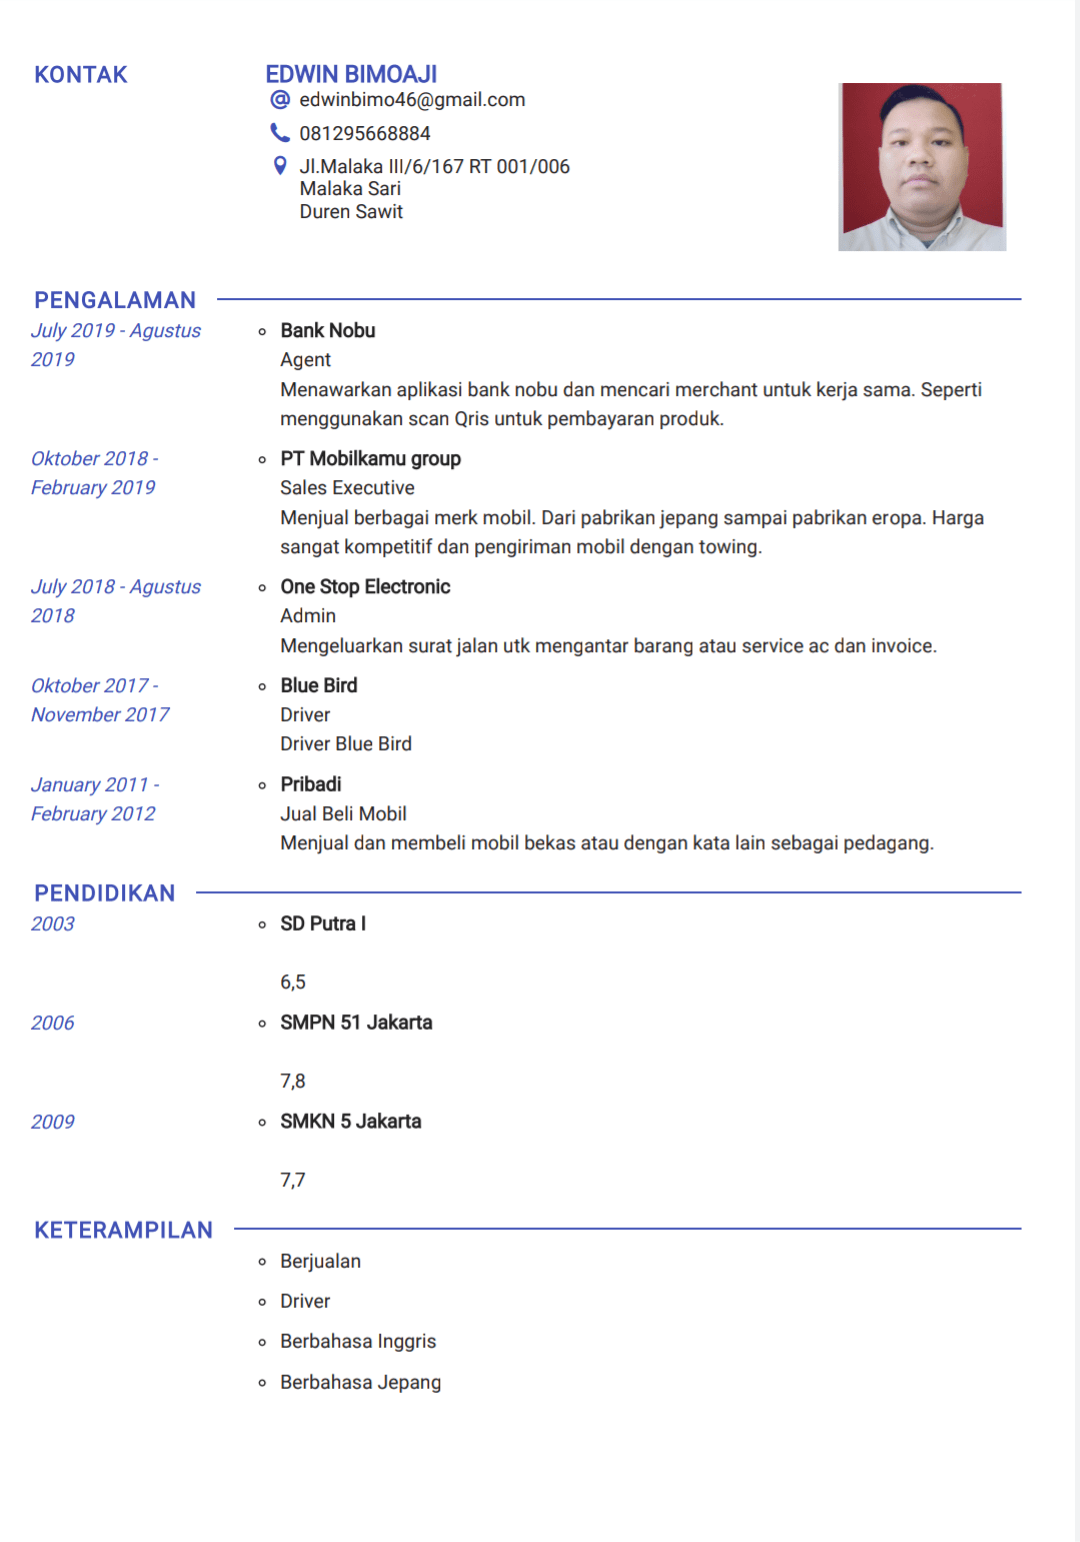 KONTAK
EDWIN BIMOAJI
edwinbimo46@gmail.com
081295668884
Jl.Malaka III/6/167 RT 001/006
Malaka Sari
Duren Sawit
PENGALAMAN
July 2019 - Agustus
2019
Bank Nobu
Agent
Menawarkan aplikasi bank nobu dan mencari merchant untuk kerja sama. Seperti
menggunakan scan Qris untuk pembayaran produk.
Oktober 2018 -
February 2019
PT Mobilkamu group
Sales Executive
Menjual berbagai merk mobil. Dari pabrikan jepang sampai pabrikan eropa. Harga
sangat kompetitif dan pengiriman mobil dengan towing.
July 2018 - Agustus
2018
One Stop Electronic
Admin
Mengeluarkan surat jalan utk mengantar barang atau service ac dan invoice.
Oktober 2017 -
November 2017
Blue Bird
Driver
Driver Blue Bird
January 2011 -
February 2012
Pribadi
Jual Beli Mobil
Menjual dan membeli mobil bekas atau dengan kata lain sebagai pedagang.
PENDIDIKAN
2003
SD Putra I
6,5
2006
SMPN 51 Jakarta
7,8
2009
SMKN 5 Jakarta
7,7
KETERAMPILAN
Berjualan
Driver
Berbahasa Inggris
Berbahasa Jepang